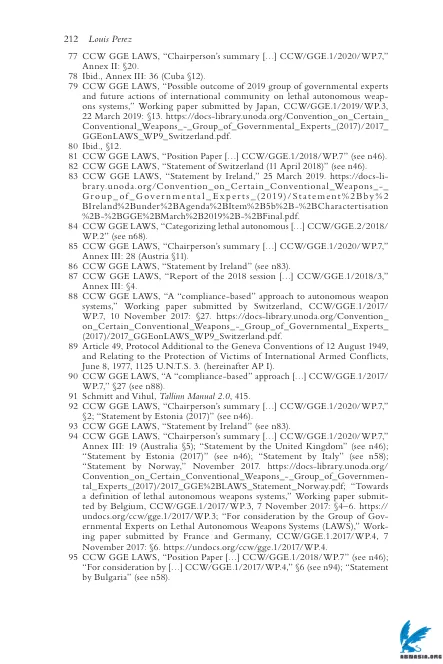 212 Louis Perez
77 CCW GGE LAWS, “Chairperson’s summary […] CCW/GGE.1/2020/WP.7,”
Annex II: §20.
78 Ibid., Annex III: 36 (Cuba §12).
79 CCW GGE LAWS, “Possible outcome of 2019 group of governmental experts
and future actions of international community on lethal autonomous weap-
ons systems,” Working paper submitted by Japan, CCW/GGE.1/2019/WP.3,
22 March 2019: §13. https://docs-library.unoda.org/Convention_on_Certain_
Conventional_Weapons_-_Group_of_Governmental_Experts_(2017)/2017_
GGEonLAWS_WP9_Switzerland.pdf.
80 Ibid., §12.
81 CCW GGE LAWS, “Position Paper […] CCW/GGE.1/2018/WP.7” (see n46).
82 CCW GGE LAWS, “Statement of Switzerland (11 April 2018)” (see n46).
83 CCW GGE LAWS, “Statement by Ireland,” 25 March 2019. https://docs-li-
brary.unoda.org/Convention_on_Certain_Conventional_Weapons_-_
Group_of_Governmental_Experts_(2019)/Statement%2Bby%2
BIreland%2Bunder%2BAgenda%2BItem%2B5b%2B-%2BCharactertisation
%2B-%2BGGE%2BMarch%2B2019%2B-%2BFinal.pdf.
84 CCW GGE LAWS, “Categorizing lethal autonomous […] CCW/GGE.2/2018/
WP.2” (see n68).
85 CCW GGE LAWS, “Chairperson’s summary […] CCW/GGE.1/2020/WP.7,”
Annex III: 28 (Austria §11).
86 CCW GGE LAWS, “Statement by Ireland” (see n83).
87 CCW GGE LAWS, “Report of the 2018 session […] CCW/GGE.1/2018/3,”
Annex III: §4.
88 CCW GGE LAWS, “A “compliance-based” approach to autonomous weapon
systems,” Working paper submitted by Switzerland, CCW/GGE.1/2017/
WP.7, 10 November 2017: §27. https://docs-library.unoda.org/Convention_
on_Certain_Conventional_Weapons_-_Group_of_Governmental_Experts_
(2017)/2017_GGEonLAWS_WP9_Switzerland.pdf.
89 Article 49, Protocol Additional to the Geneva Conventions of 12 August 1949,
and Relating to the Protection of Victims of International Armed Conflicts,
June 8, 1977, 1125 U.N.T.S. 3. (hereinafter AP I).
90 CCW GGE LAWS, “A “compliance-based” approach […] CCW/GGE.1/2017/
WP.7,” §27 (see n88).
91 Schmitt and Vihul, Tallinn Manual 2.0, 415.
92 CCW GGE LAWS, “Chairperson’s summary […] CCW/GGE.1/2020/WP.7,”
§2; “Statement by Estonia (2017)” (see n46).
93 CCW GGE LAWS, “Statement by Ireland” (see n83).
94 CCW GGE LAWS, “Chairperson’s summary […] CCW/GGE.1/2020/WP.7,”
Annex III: 19 (Australia §5); “Statement by the United Kingdom” (see n46);
“Statement by Estonia (2017)” (see n46); “Statement by Italy” (see n58);
“Statement by Norway,” November 2017. https://docs-library.unoda.org/
Convention_on_Certain_Conventional_Weapons_-_Group_of_Governmen-
tal_Experts_(2017)/2017_GGE%2BLAWS_Statement_Norway.pdf; “Towards
a definition of lethal autonomous weapons systems,” Working paper submit-
ted by Belgium, CCW/GGE.1/2017/WP.3, 7 November 2017: §4–6. https://
undocs.org/ccw/gge.1/2017/WP.3; “For consideration by the Group of Gov-
ernmental Experts on Lethal Autonomous Weapons Systems (LAWS),” Work-
ing paper submitted by France and Germany, CCW/GGE.1.2017/WP.4, 7
November 2017: §6. https://undocs.org/ccw/gge.1/2017/WP.4.
95 CCW GGE LAWS, “Position Paper […] CCW/GGE.1/2018/WP.7” (see n46);
“For consideration by […] CCW/GGE.1/2017/WP.4,” §6 (see n94); “Statement
by Bulgaria” (see n58).